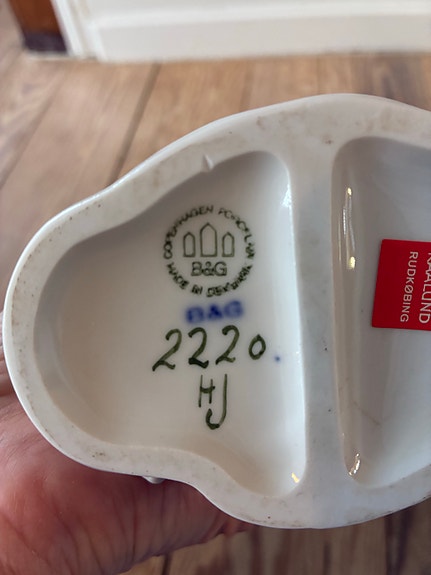 COPENHAGEN PORCELAIN
B&G
MADE IN DENMARK
B&G
2220.
HJ
RUDKØBING